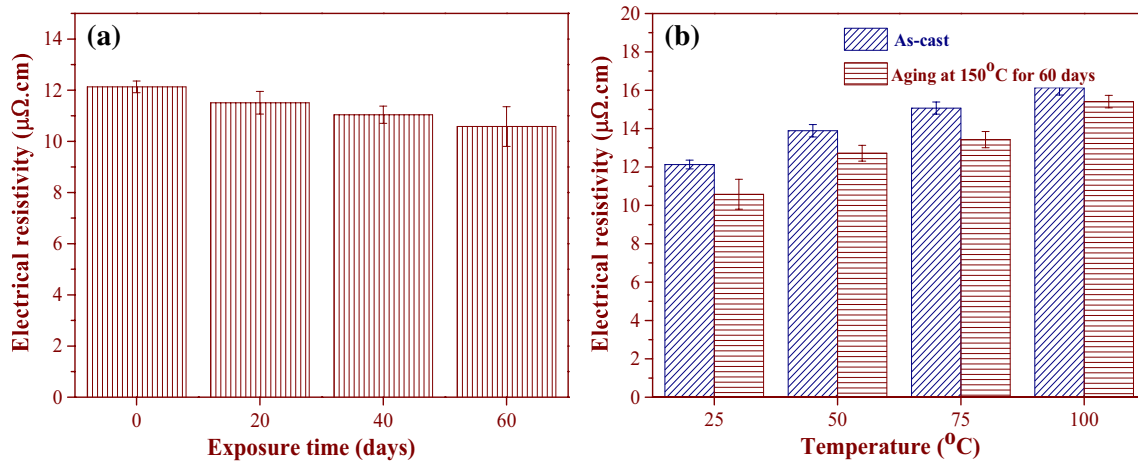 (a)
Electrical resistivity (μΩ.cm)
14
12
10
8
6
4
2
0
0 20 40 60
Exposure time (days)
(b)
As-cast
Aging at 150⁰C for 60 days
Electrical resistivity (μΩ.cm)
20
18
16
14
12
10
8
6
4
2
0
25 50 75 100
Temperature (⁰C)